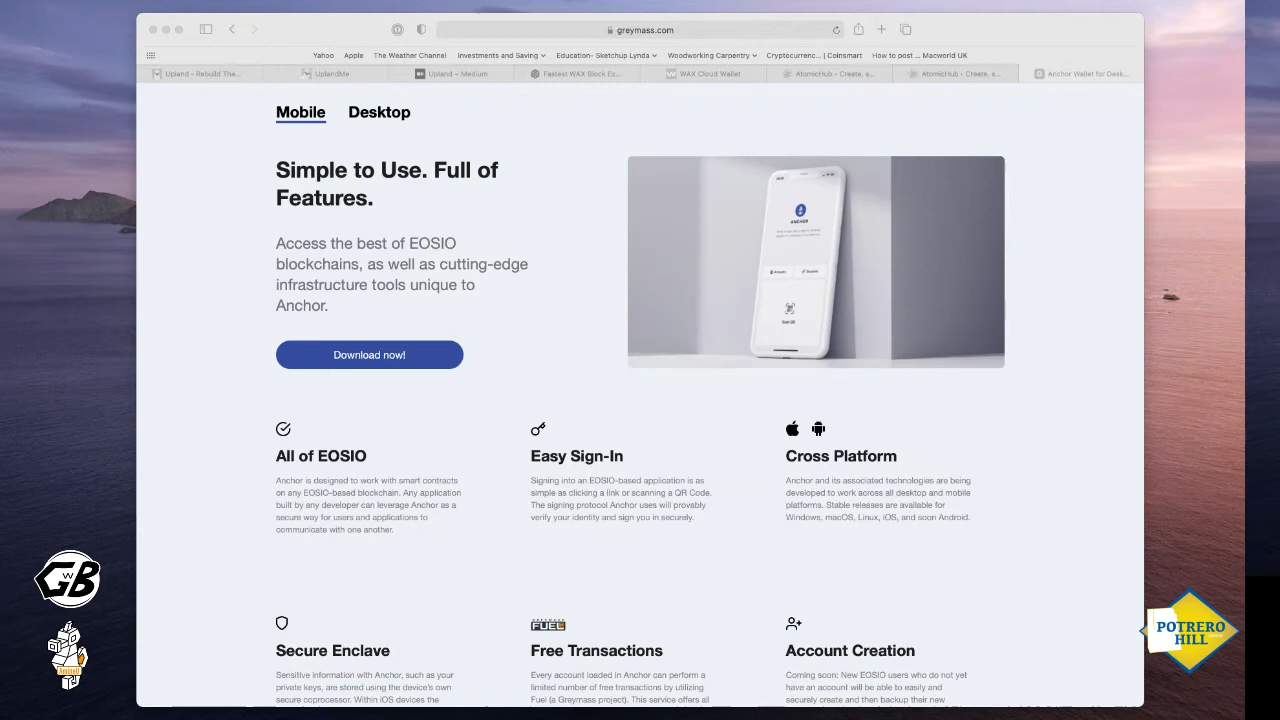 greymass.com
Yahoo Apple The Weather Channel Investments and Saving Education- Sketchup Lynda Woodworking Carpentry Cryptocurrenc... | Coinsmart How to post ... Macworld UK
Upland - Rebuild The... UplandMe Upland – Medium Fastest WAX Block Ex... WAX Cloud Wallet AtomicHub - Create, s... AtomicHub - Create, s... Anchor Wallet for Desk...
Mobile Desktop
Simple to Use. Full of
Features.
Access the best of EOSIO
blockchains, as well as cutting-edge
infrastructure tools unique to
Anchor.
Download now!
ANCHOR
Scan QR
All of EOSIO
Anchor is designed to work with smart contracts
on any EOSIO-based blockchain. Any application
built by any developer can leverage Anchor as a
secure way for users and applications to
communicate with one another.
Easy Sign-In
Signing into an EOSIO-based application is as
simple as clicking a link or scanning a QR Code.
The signing protocol Anchor uses will provably
verify your identity and sign you in securely.
Cross Platform
Anchor and its associated technologies are being
developed to work across all desktop and mobile
platforms. Stable releases are available for
Windows, macOS, Linux, iOS, and soon Android.
Secure Enclave
Sensitive information with Anchor, such as your
private keys, are stored using the device's own
secure coprocessor. Within iOS devices the
FUEL
Free Transactions
Every account loaded in Anchor can perform a
limited number of free transactions by utilizing
Fuel (a Greymass project). This service offers all
Account Creation
Coming soon: New EOSIO users who do not yet
have an account will be able to easily and
securely create and then backup their new
GWB
POTRERO
HILL